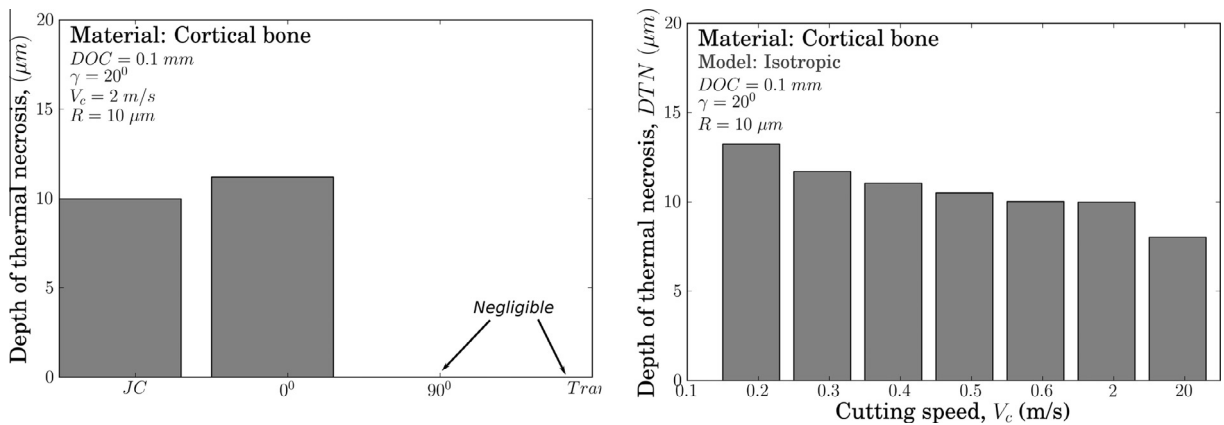 Depth of thermal necrosis, (μm)
20
15
10
5
0
Material: Cortical bone
DOC = 0.1 mm
γ = 20⁰
V_c = 2 m/s
R = 10 μm
Negligible
JC
0⁰
90⁰
Tran
Depth of thermal necrosis, DTN (μm)
20
15
10
5
0
Material: Cortical bone
Model: Isotropic
DOC = 0.1 mm
γ = 20⁰
R = 10 μm
0.1 0.2 0.3 0.4 0.5 0.6 2 20
Cutting speed, V_c (m/s)